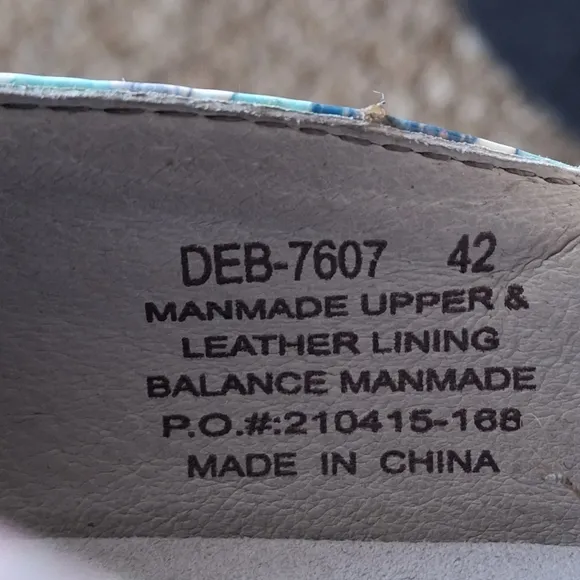 DEB-7607 42
MANMADE UPPER &
LEATHER LINING
BALANCE MANMADE
P.O.#:210415-168
MADE IN CHINA